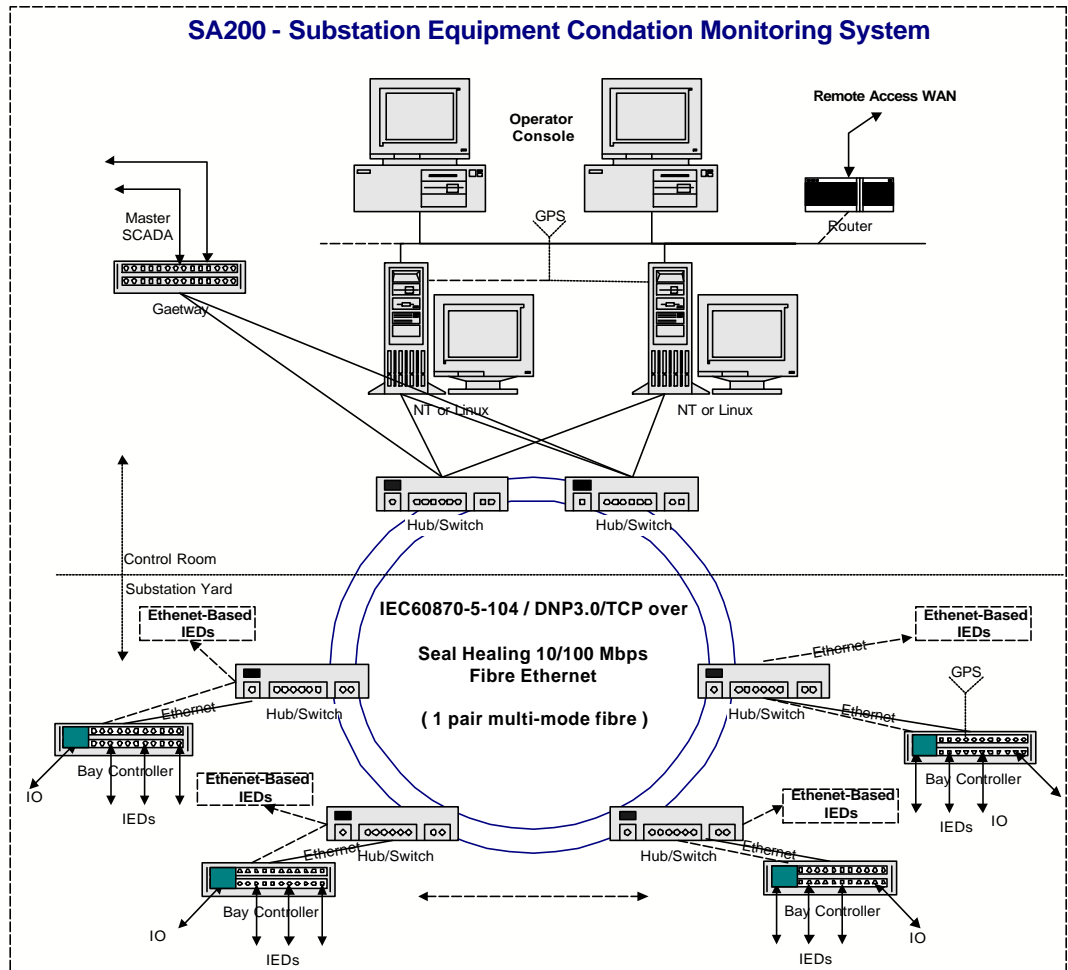 SA200 - Substation Equipment Condation Monitoring System
Operator
Console
Remote Access WAN
Master
SCADA
GPS
Router
Gaetway
NT or Linux
NT or Linux
Hub/Switch
Hub/Switch
Control Room
Substation Yard
IEC60870-5-104 / DNP3.0/TCP over
Seal Healing 10/100 Mbps
Fibre Ethernet
( 1 pair multi-mode fibre )
Ethenet-Based
IEDs
Ethernet
Hub/Switch
Bay Controller
IO
IEDs
Ethenet-Based
IEDs
Ethernet
Hub/Switch
Ethernet
GPS
Bay Controller
IEDs
IO
Ethenet-Based
IEDs
Ethernet
Hub/Switch
Bay Controller
IO
IEDs
Ethenet-Based
IEDs
Hub/Switch
Ethernet
Bay Controller
IO
IEDs